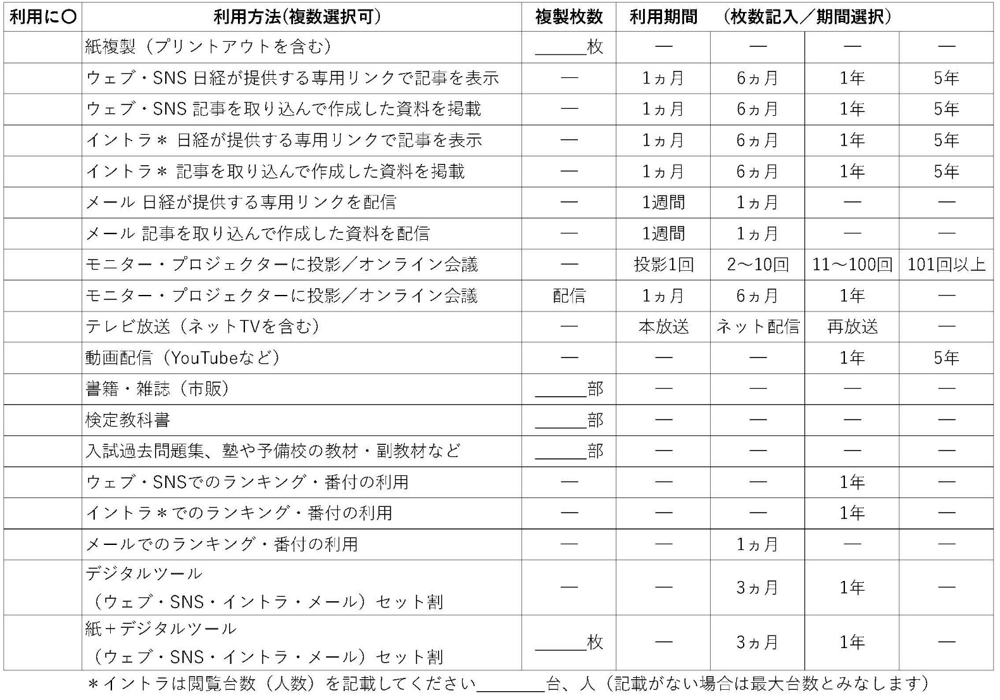 利用に〇 利用方法(複数選択可) 複製枚数 利用期間 (枚数記入／期間選択)
紙複製（プリントアウトを含む） ______枚 — — — —
ウェブ・SNS 日経が提供する専用リンクで記事を表示 — 1ヵ月 6ヵ月 1年 5年
ウェブ・SNS 記事を取り込んで作成した資料を掲載 — 1ヵ月 6ヵ月 1年 5年
イントラ＊ 日経が提供する専用リンクで記事を表示 — 1ヵ月 6ヵ月 1年 5年
イントラ＊ 記事を取り込んで作成した資料を掲載 — 1ヵ月 6ヵ月 1年 5年
メール 日経が提供する専用リンクを配信 — 1週間 1ヵ月 — —
メール 記事を取り込んで作成した資料を配信 — 1週間 1ヵ月 — —
モニター・プロジェクターに投影／オンライン会議 — 投影1回 2～10回 11～100回 101回以上
モニター・プロジェクターに投影／オンライン会議 配信 1ヵ月 6ヵ月 1年 —
テレビ放送（ネットTVを含む） — 本放送 ネット配信 再放送 —
動画配信（YouTubeなど） — — — 1年 5年
書籍・雑誌（市販） ______部 — — — —
検定教科書 ______部 — — — —
入試過去問題集、塾や予備校の教材・副教材など ______部 — — — —
ウェブ・SNSでのランキング・番付の利用 — — — 1年 —
イントラ＊でのランキング・番付の利用 — — — 1年 —
メールでのランキング・番付の利用 — — 1ヵ月 — —
デジタルツール
（ウェブ・SNS・イントラ・メール）セット割 — — 3ヵ月 1年 —
紙＋デジタルツール
（ウェブ・SNS・イントラ・メール）セット割 ______枚 — 3ヵ月 1年 —
＊イントラは閲覧台数（人数）を記載してください________台、人（記載がない場合は最大台数とみなします）